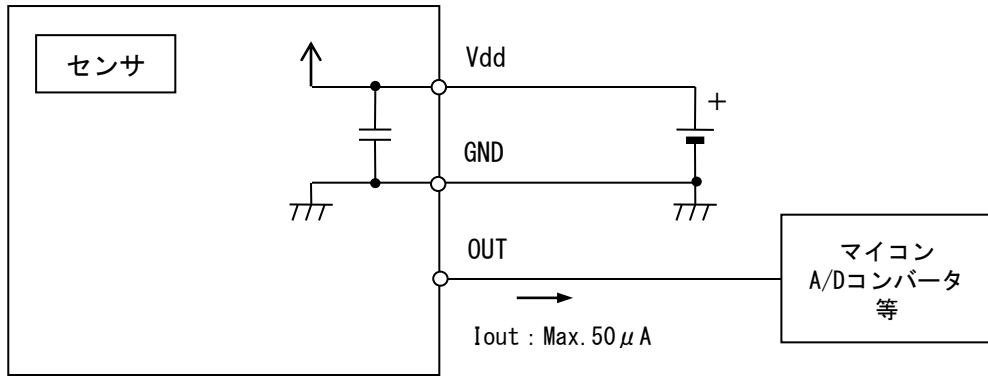 センサ
Vdd
+
GND
OUT
マイコン
A/Dコンバータ
等
Iout : Max. 50μA